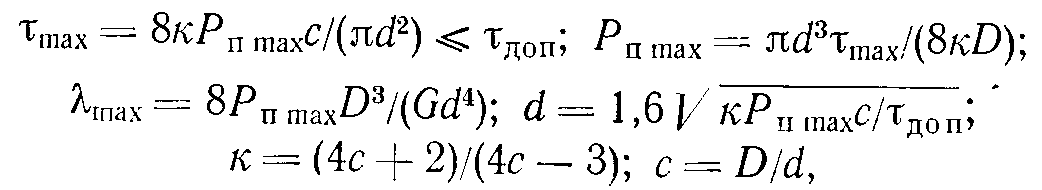 τmax = 8κPп maxc/(πd²) ⩽ τдоп; Pп max = πd³τmax/(8κD);
λmax = 8Pп maxD³/(Gd⁴); d = 1,6 √κPп maxc/τдоп;
κ = (4c + 2)/(4c − 3); c = D/d,